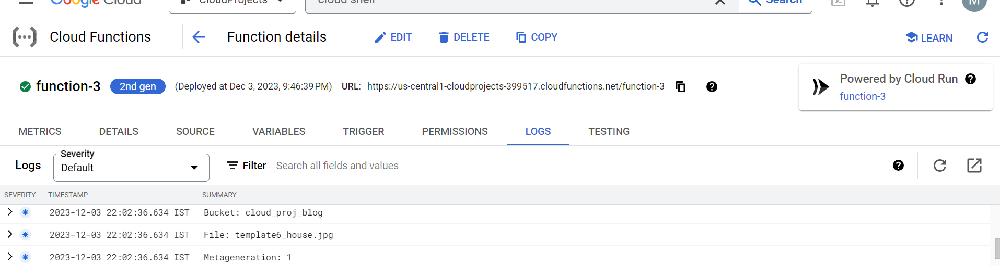 Google Cloud CloudProjects cloud shell Search M
Cloud Functions Function details EDIT DELETE COPY LEARN
function-3 2nd gen (Deployed at Dec 3, 2023, 9:46:39 PM) URL: https://us-central1-cloudprojects-399517.cloudfunctions.net/function-3
Powered by Cloud Run
function-3
METRICS DETAILS SOURCE VARIABLES TRIGGER PERMISSIONS LOGS TESTING
Logs Severity Default Filter Search all fields and values
SEVERITY TIMESTAMP SUMMARY
2023-12-03 22:02:36.634 IST Bucket: cloud_proj_blog
2023-12-03 22:02:36.634 IST File: template6_house.jpg
2023-12-03 22:02:36.634 IST Metageneration: 1